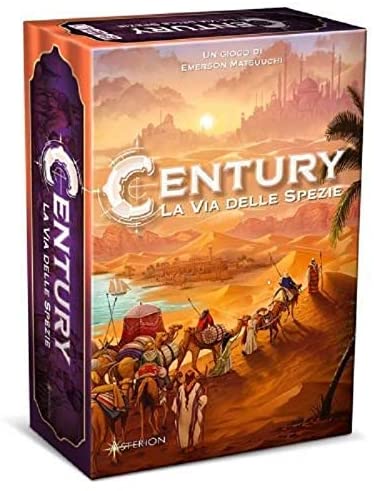 UN GIOCO DI
EMERSON MATSUUCHI
CENTURY
LA VIA DELLE SPEZIE
CENTURY
LA VIA DELLE SPEZIE
ASTERION